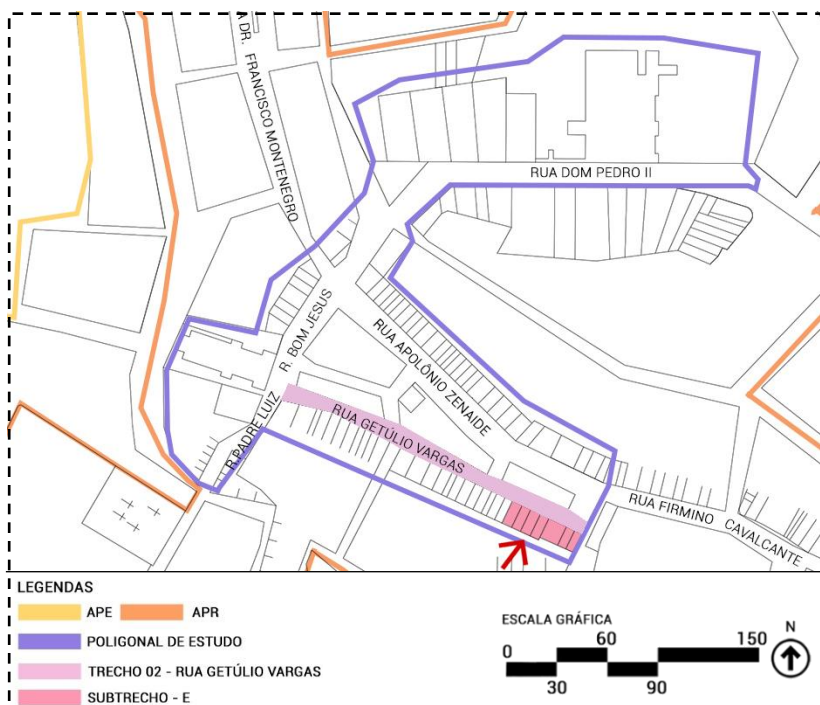 A DR. FRANCISCO MONTENEGRO
RUA DOM PEDRO II
R. BOM JESUS
RUA APOLÔNIO ZENAIDE
R.PADRE LUIZ
RUA GETÚLIO VARGAS
RUA FIRMINO CAVALCANTE
LEGENDAS
APE
APR
POLIGONAL DE ESTUDO
TRECHO 02 - RUA GETÚLIO VARGAS
SUBTRECHO - E
ESCALA GRÁFICA
N
0 60 150
30 90